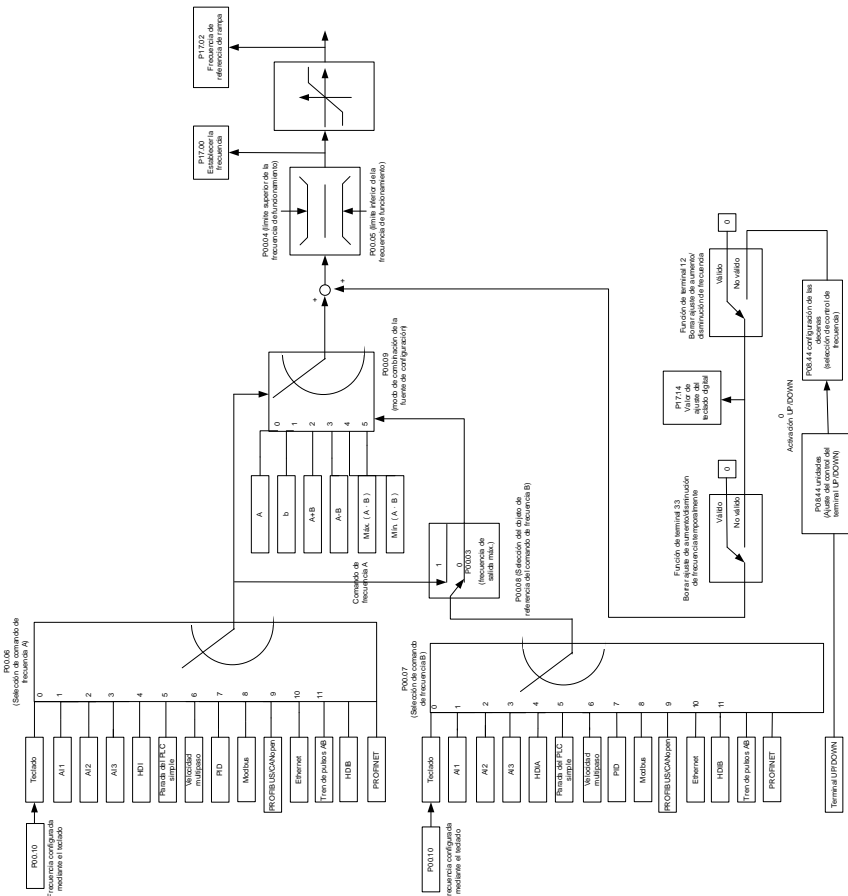 P00.06
(Selección de comando de
frecuencia A)
P00.10
Frecuencia configurada
mediante el teclado
Teclado
0
AI1
1
AI2
2
AI3
3
HDI
4
Parada del PLC
simple
5
Velocidad
multipaso
6
PID
7
Modbus
8
PROFIBUS/CANopen
9
Ethernet
10
Tren de pulsos AB
11
HDIB
PROFINET
P00.07
(Selección de comando
de frecuencia B)
P00.10
Frecuencia configurada
mediante el teclado
Teclado
0
AI1
1
AI2
2
AI3
3
HDIA
4
Parada del PLC
simple
5
Velocidad
multipaso
6
PID
7
Modbus
8
PROFIBUS/CANopen
9
Ethernet
10
HDIB
11
Tren de pulsos AB
PROFINET
Terminal UP/DOWN
Comando de
frecuencia A
1
0
P00.03
(frecuencia de
salida máx.)
P00.08 (Selección del objeto de
referencia del comando de frecuencia B)
A
b
A+B
A-B
Máx. ( A · B )
Mín. ( A · B )
0
1
2
3
4
5
P00.09
(modo de combinación de la
fuente de configuración)
+
+
P00.04 (límite superior de la
frecuencia de funcionamiento)
P00.05 (límite inferior de la
frecuencia de funcionamiento)
P17.00
Establecer la
frecuencia
P17.02
Frecuencia de
referencia de rampa
Función de terminal 33
Borrar ajuste de aumento/disminución
de frecuencia temporalmente
Válido
No válido
0
P17.14
Valor de
ajuste del
teclado digital
Función de terminal 12
Borrar ajuste de aumento/
disminución de frecuencia
Válido
No válido
0
0
Activación UP/DOWN
P08.44 unidades
(Ajuste del control del
terminal UP/DOWN)
P08.44 configuración de las
decenas
(selección de control de
frecuencia)